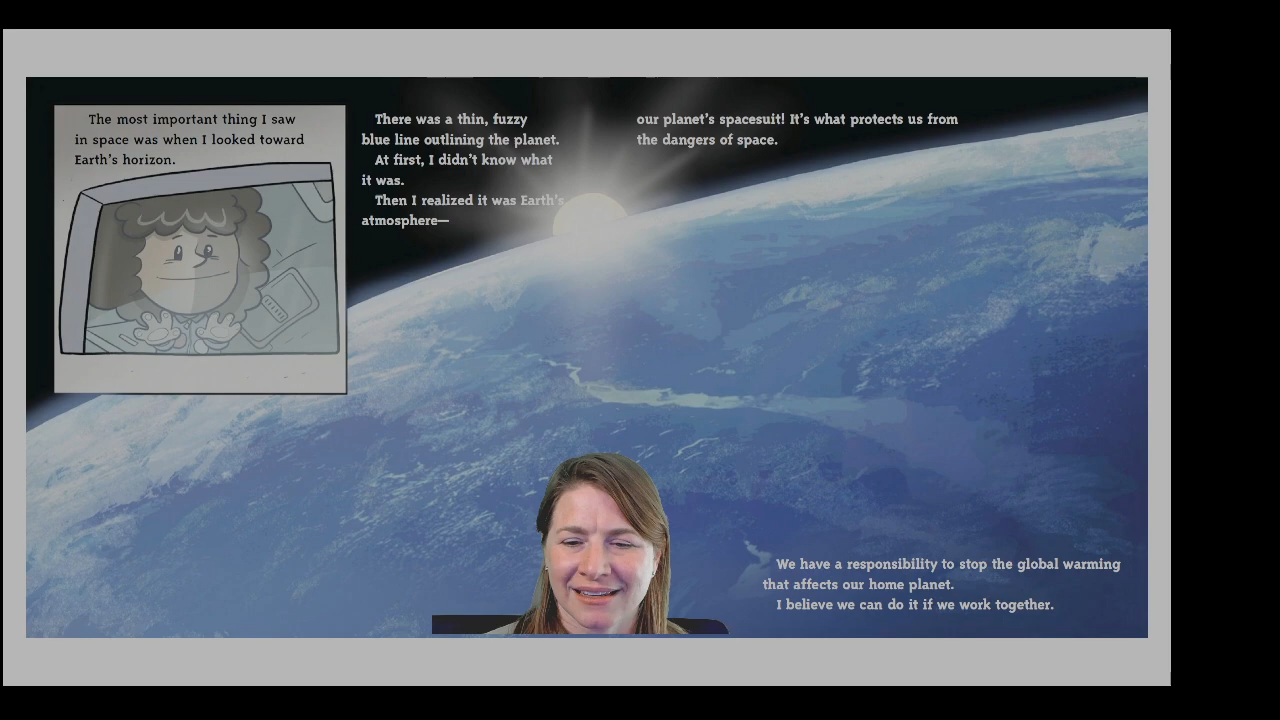 The most important thing I saw
in space was when I looked toward
Earth's horizon.
There was a thin, fuzzy
blue line outlining the planet.
At first, I didn't know what
it was.
Then I realized it was Earth's
atmosphere—
our planet's spacesuit! It's what protects us from
the dangers of space.
We have a responsibility to stop the global warming
that affects our home planet.
I believe we can do it if we work together.